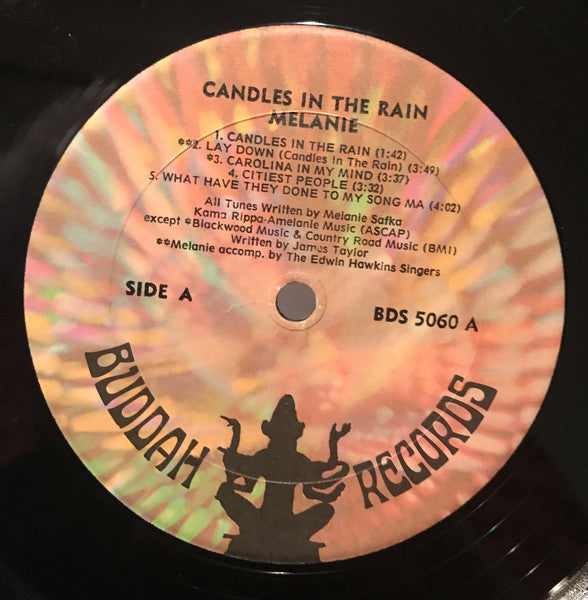 CANDLES IN THE RAIN
MELANIE
1. CANDLES IN THE RAIN (1:42)
**2. LAY DOWN (Candles In The Rain) (3:49)
*3. CAROLINA IN MY MIND (3:37)
4. CITIEST PEOPLE (3:32)
5. WHAT HAVE THEY DONE TO MY SONG MA (4:02)
All Tunes Written by Melanie Safka
Kama Rippa-Amelanie Music (ASCAP)
except *Blackwood Music & Country Road Music (BMI)
Written by James Taylor
**Melanie accomp. by The Edwin Hawkins Singers
SIDE A
BDS 5060 A
BUDDAH RECORDS